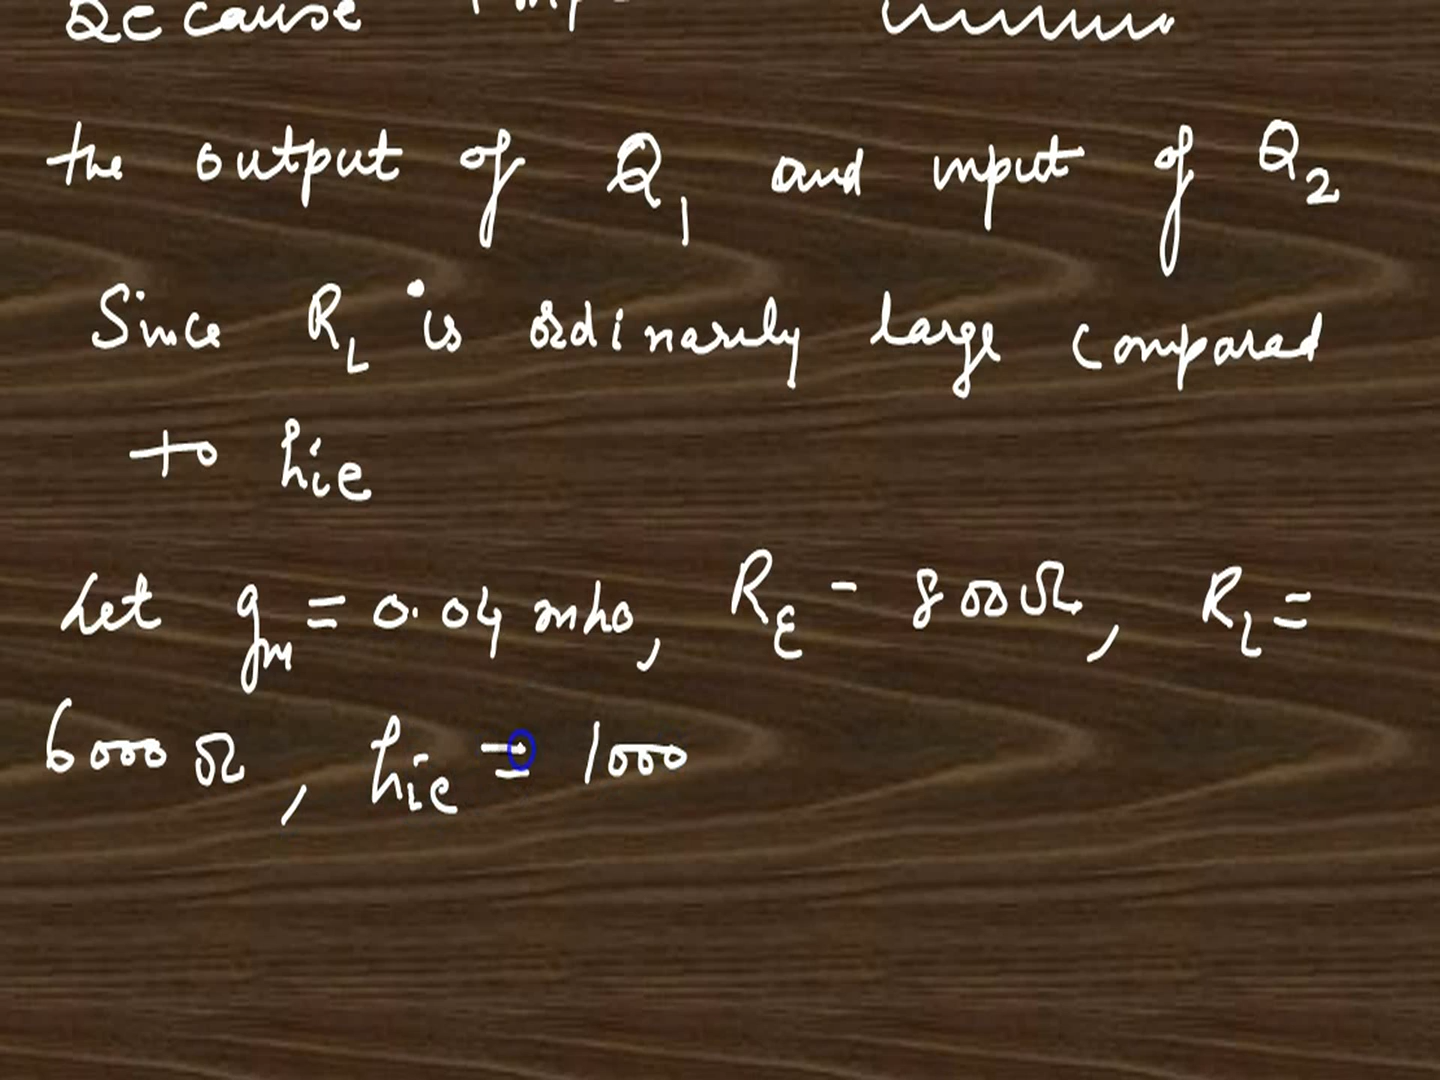 Because
the output of Q1 and input of Q2
Since RL is ordinarily large compared
to hie
Let gm = 0.04 mho, RE - 800Ω, RL =
6000 Ω, hie = 1000